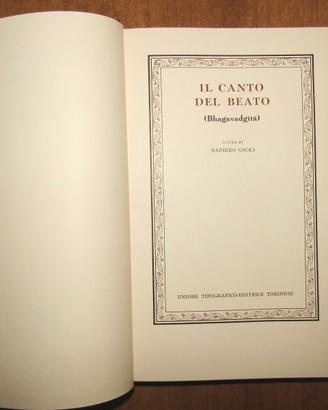 IL CANTO
DEL BEATO
(Bhagavadgītā)
A CURA DI
RANIERO GNOLI
UNIONE TIPOGRAFICO-EDITRICE TORINESE